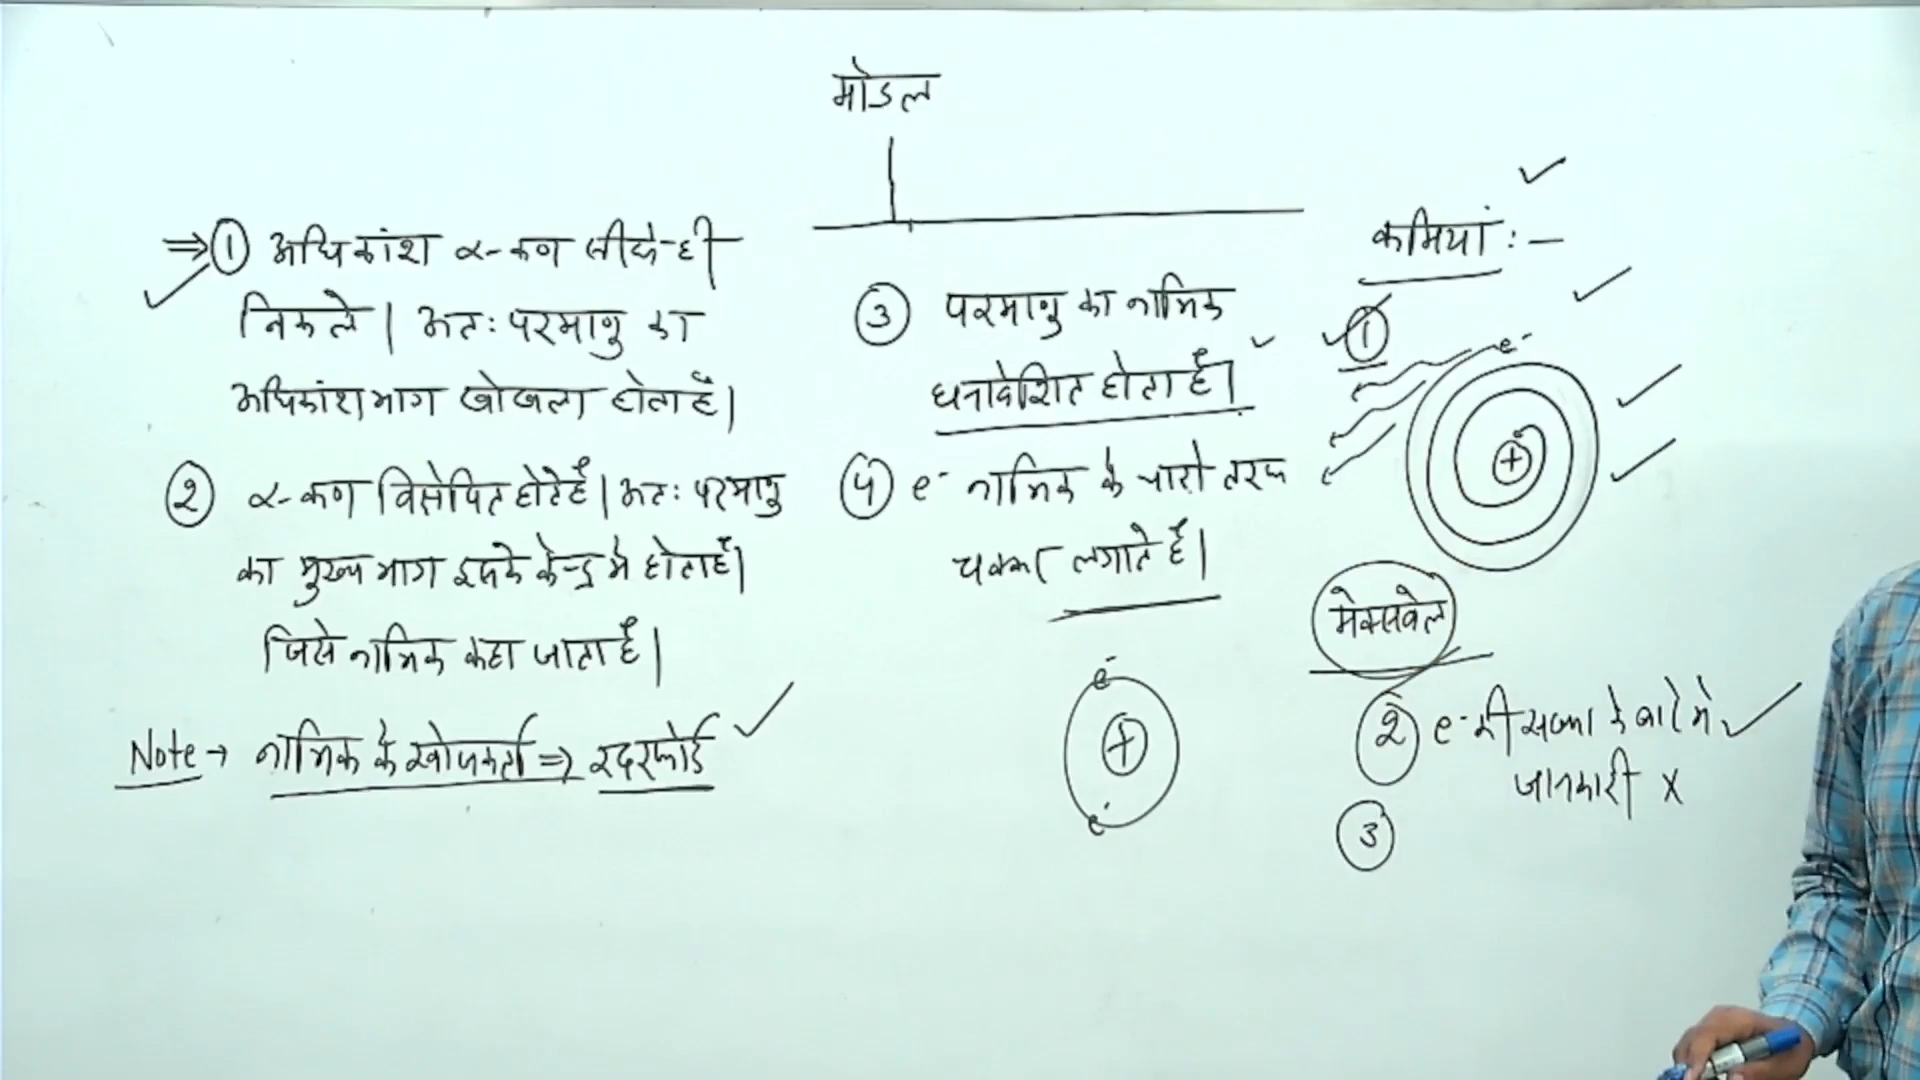 मोडल
⇒ ① अधिकांश α-कण सीधे ही
निकले | अतः परमाणु का
अधिकांश भाग खोखला होता है।
② α-कण विक्षेपित होते हैं | अतः परमाणु
का मुख्य भाग इसके केन्द्र मे होता है।
जिसे नाभिक कहा जाता है।
Note → नाभिक के खोजकर्ता ⇒ रदरफोर्ड
③ परमाणु का नाभिक
धनावेशित होता है।
④ e⁻ नाभिक के चारो तरफ
चक्कर लगाते हैं।
e⁻
+
e⁻
कमियां :-
①
e⁻
+
मेक्सवेल
② e⁻ की संख्या के बारे मे
जानकारी X
③